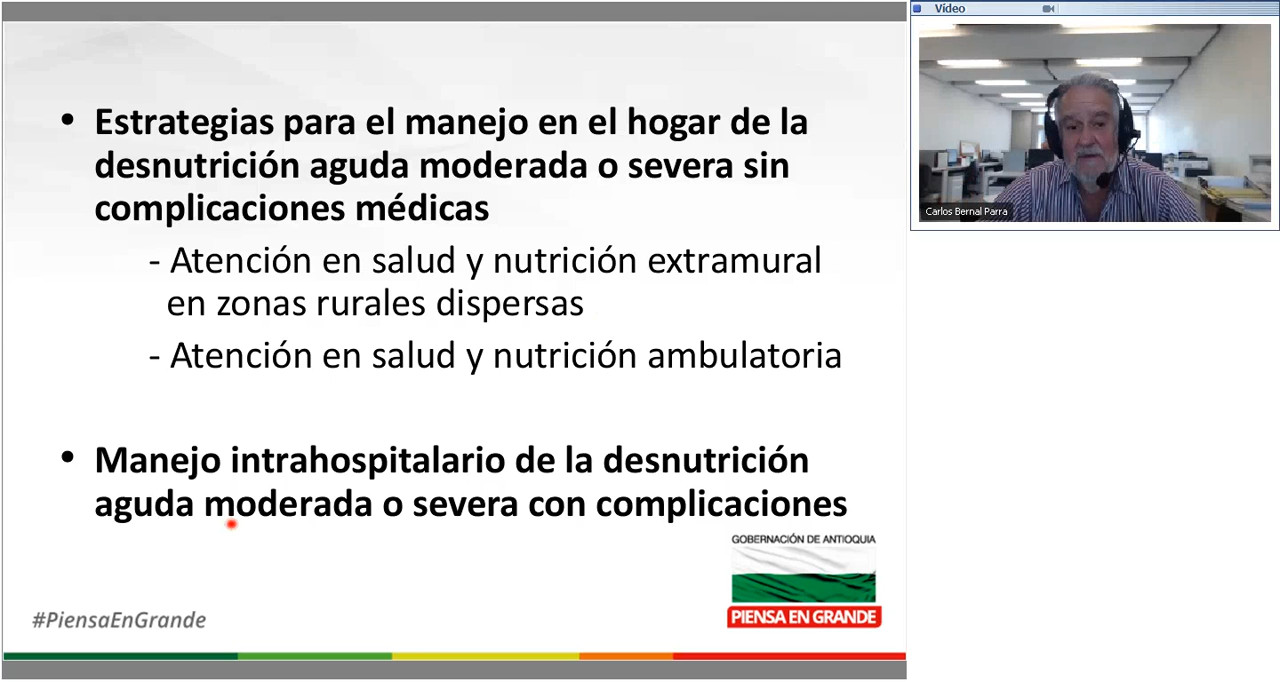 • Estrategias para el manejo en el hogar de la
desnutrición aguda moderada o severa sin
complicaciones médicas
- Atención en salud y nutrición extramural
en zonas rurales dispersas
- Atención en salud y nutrición ambulatoria
• Manejo intrahospitalario de la desnutrición
aguda moderada o severa con complicaciones
GOBERNACIÓN DE ANTIOQUIA
PIENSA EN GRANDE
#PiensaEnGrande
Vídeo
Carlos Bernal Parra